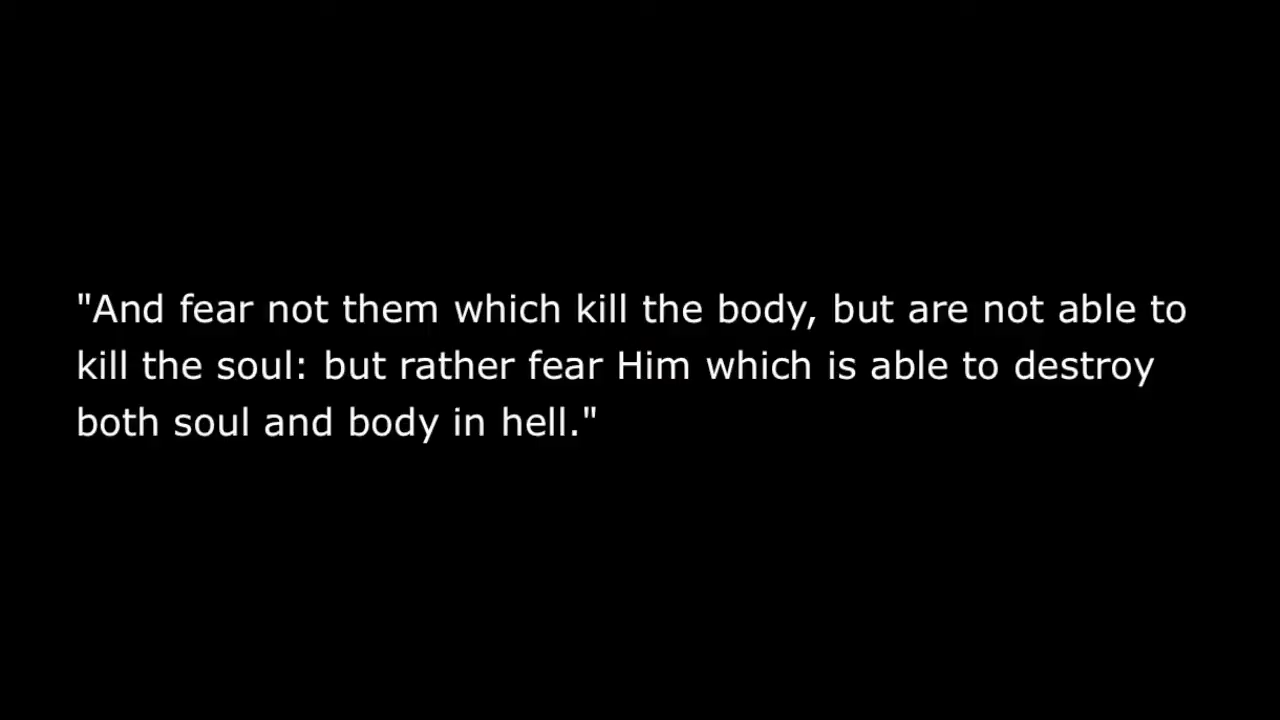 "And fear not them which kill the body, but are not able to
kill the soul: but rather fear Him which is able to destroy
both soul and body in hell."